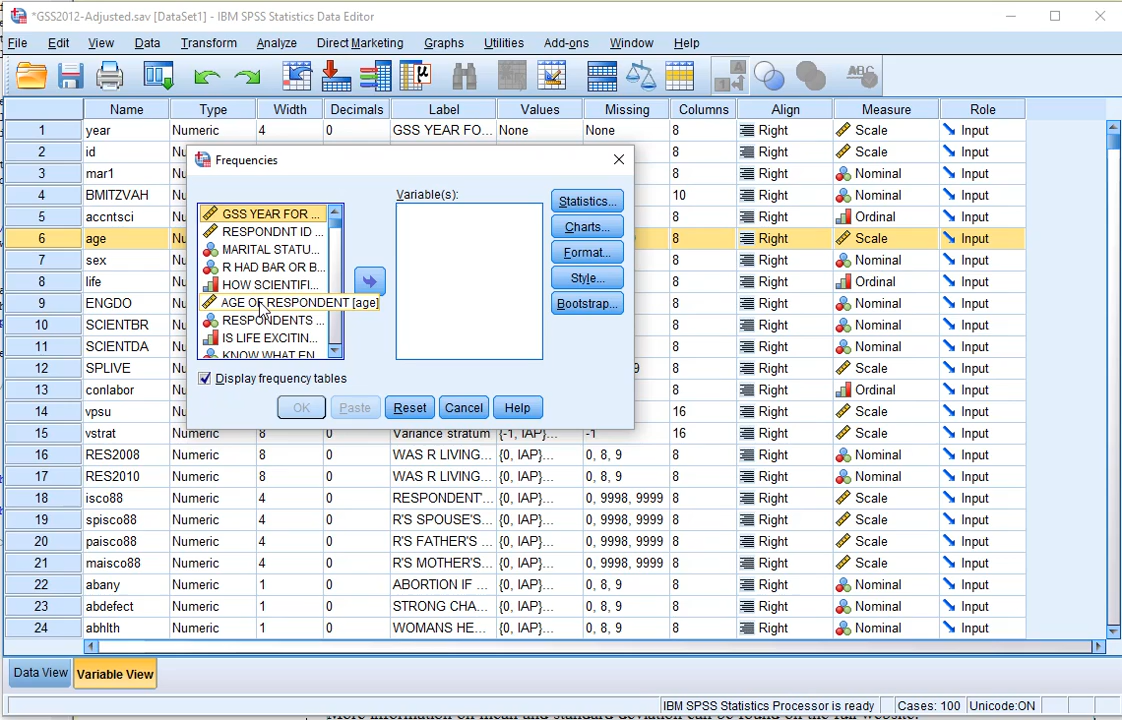 *GSS2012-Adjusted.sav [DataSet1] - IBM SPSS Statistics Data Editor
File Edit View Data Transform Analyze Direct Marketing Graphs Utilities Add-ons Window Help
Name Type Width Decimals Label Values Missing Columns Align Measure Role
1 year Numeric 4 0 GSS YEAR FO... None None 8 Right Scale Input
2 id 8 Right Scale Input
3 mar1 8 Right Nominal Input
4 BMITZVAH 10 Right Nominal Input
5 accntsci 8 Right Ordinal Input
6 age 8 Right Scale Input
7 sex 8 Right Nominal Input
8 life 8 Right Ordinal Input
9 ENGDO 8 Right Nominal Input
10 SCIENTBR 8 Right Nominal Input
11 SCIENTDA 8 Right Nominal Input
12 SPLIVE 8 Right Scale Input
13 conlabor 8 Right Ordinal Input
14 vpsu 16 Right Scale Input
15 vstrat Numeric 8 0 Variance stratum {-1, IAP}... -1 16 Right Scale Input
16 RES2008 Numeric 8 0 WAS R LIVING... {0, IAP}... 0, 8, 9 8 Right Nominal Input
17 RES2010 Numeric 8 0 WAS R LIVING... {0, IAP}... 0, 8, 9 8 Right Nominal Input
18 isco88 Numeric 4 0 RESPONDENT'... {0, IAP}... 0, 9998, 9999 8 Right Scale Input
19 spisco88 Numeric 4 0 R'S SPOUSE'S... {0, IAP}... 0, 9998, 9999 8 Right Scale Input
20 paisco88 Numeric 4 0 R'S FATHER'S... {0, IAP}... 0, 9998, 9999 8 Right Scale Input
21 maisco88 Numeric 4 0 R'S MOTHER'S... {0, IAP}... 0, 9998, 9999 8 Right Scale Input
22 abany Numeric 1 0 ABORTION IF ... {0, IAP}... 0, 8, 9 8 Right Nominal Input
23 abdefect Numeric 1 0 STRONG CHA... {0, IAP}... 0, 8, 9 8 Right Nominal Input
24 abhlth Numeric 1 0 WOMANS HE... {0, IAP}... 0, 8, 9 8 Right Nominal Input
Frequencies
Variable(s):
GSS YEAR FOR ...
RESPONDNT ID ...
MARITAL STATU...
R HAD BAR OR B...
HOW SCIENTIFI...
AGE OF RESPONDENT [age]
RESPONDENTS ...
IS LIFE EXCITIN...
KNOW WHAT EN...
Statistics...
Charts...
Format...
Style...
Bootstrap...
Display frequency tables
OK Paste Reset Cancel Help
Data View Variable View
IBM SPSS Statistics Processor is ready Cases: 100 Unicode:ON
More information on mean and standard deviation can be found on the full website.